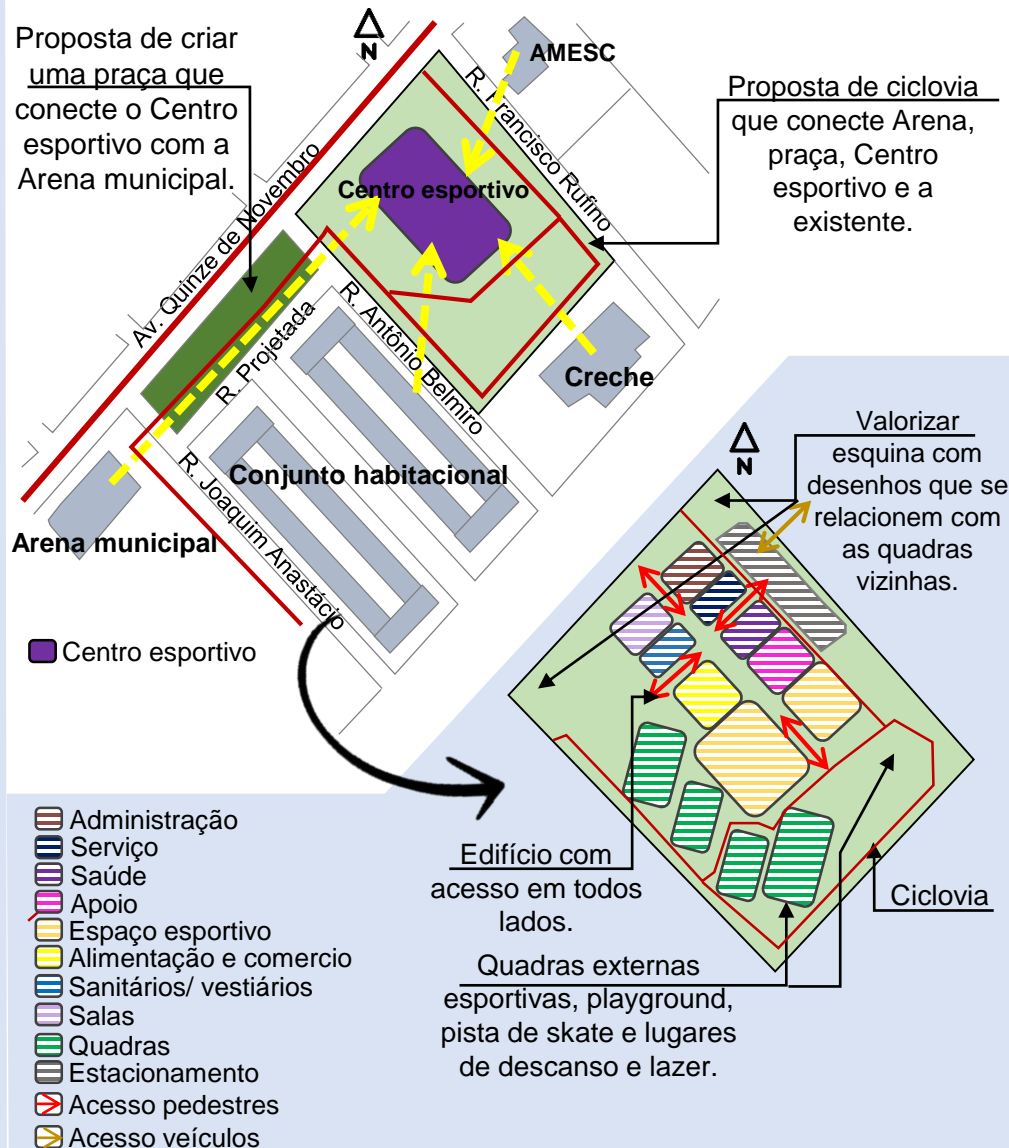 Proposta de criar
uma praça que
conecte o Centro
esportivo com a
Arena municipal.
N
AMESC
R. Francisco Rufino
Proposta de ciclovia
que conecte Arena,
praça, Centro
esportivo e a
existente.
Centro esportivo
Av. Quinze de Novembro
R. Projetada
R. Antônio Belmiro
Creche
Conjunto habitacional
R. Joaquim Anastácio
Arena municipal
Centro esportivo
N
Valorizar
esquina com
desenhos que se
relacionem com
as quadras
vizinhas.
Edifício com
acesso em todos
lados.
Ciclovia
Quadras externas
esportivas, playground,
pista de skate e lugares
de descanso e lazer.
Administração
Serviço
Saúde
Apoio
Espaço esportivo
Alimentação e comercio
Sanitários/ vestiários
Salas
Quadras
Estacionamento
Acesso pedestres
Acesso veículos